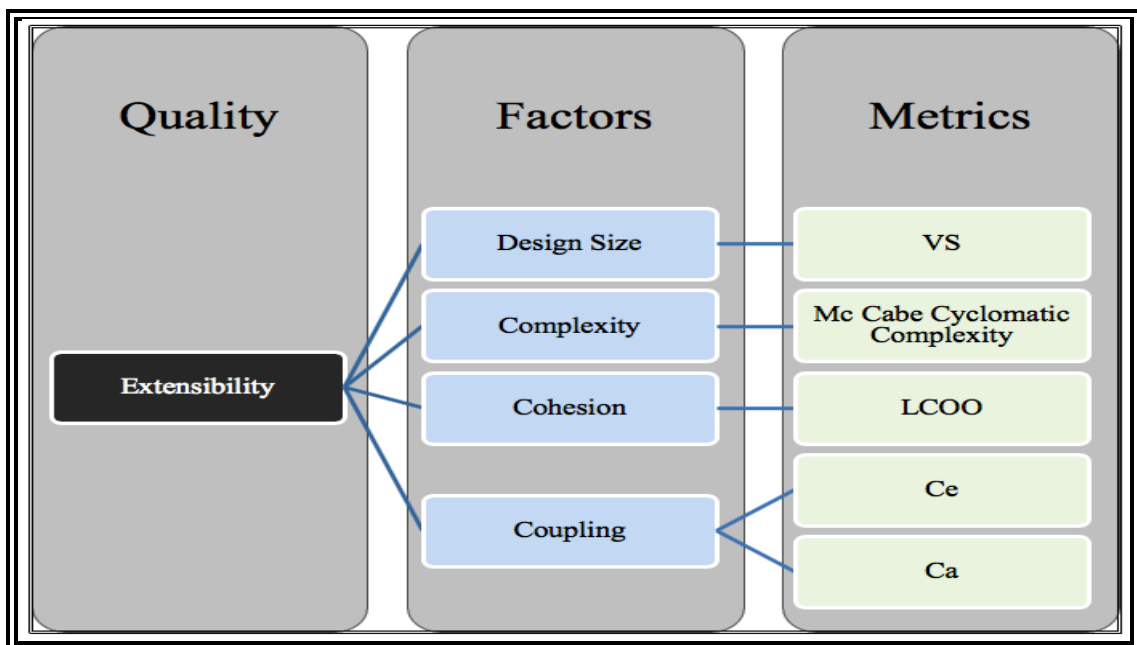 Quality
Factors
Metrics
Extensibility
Design Size
Complexity
Cohesion
Coupling
VS
Mc Cabe Cyclomatic
Complexity
LCOO
Ce
Ca